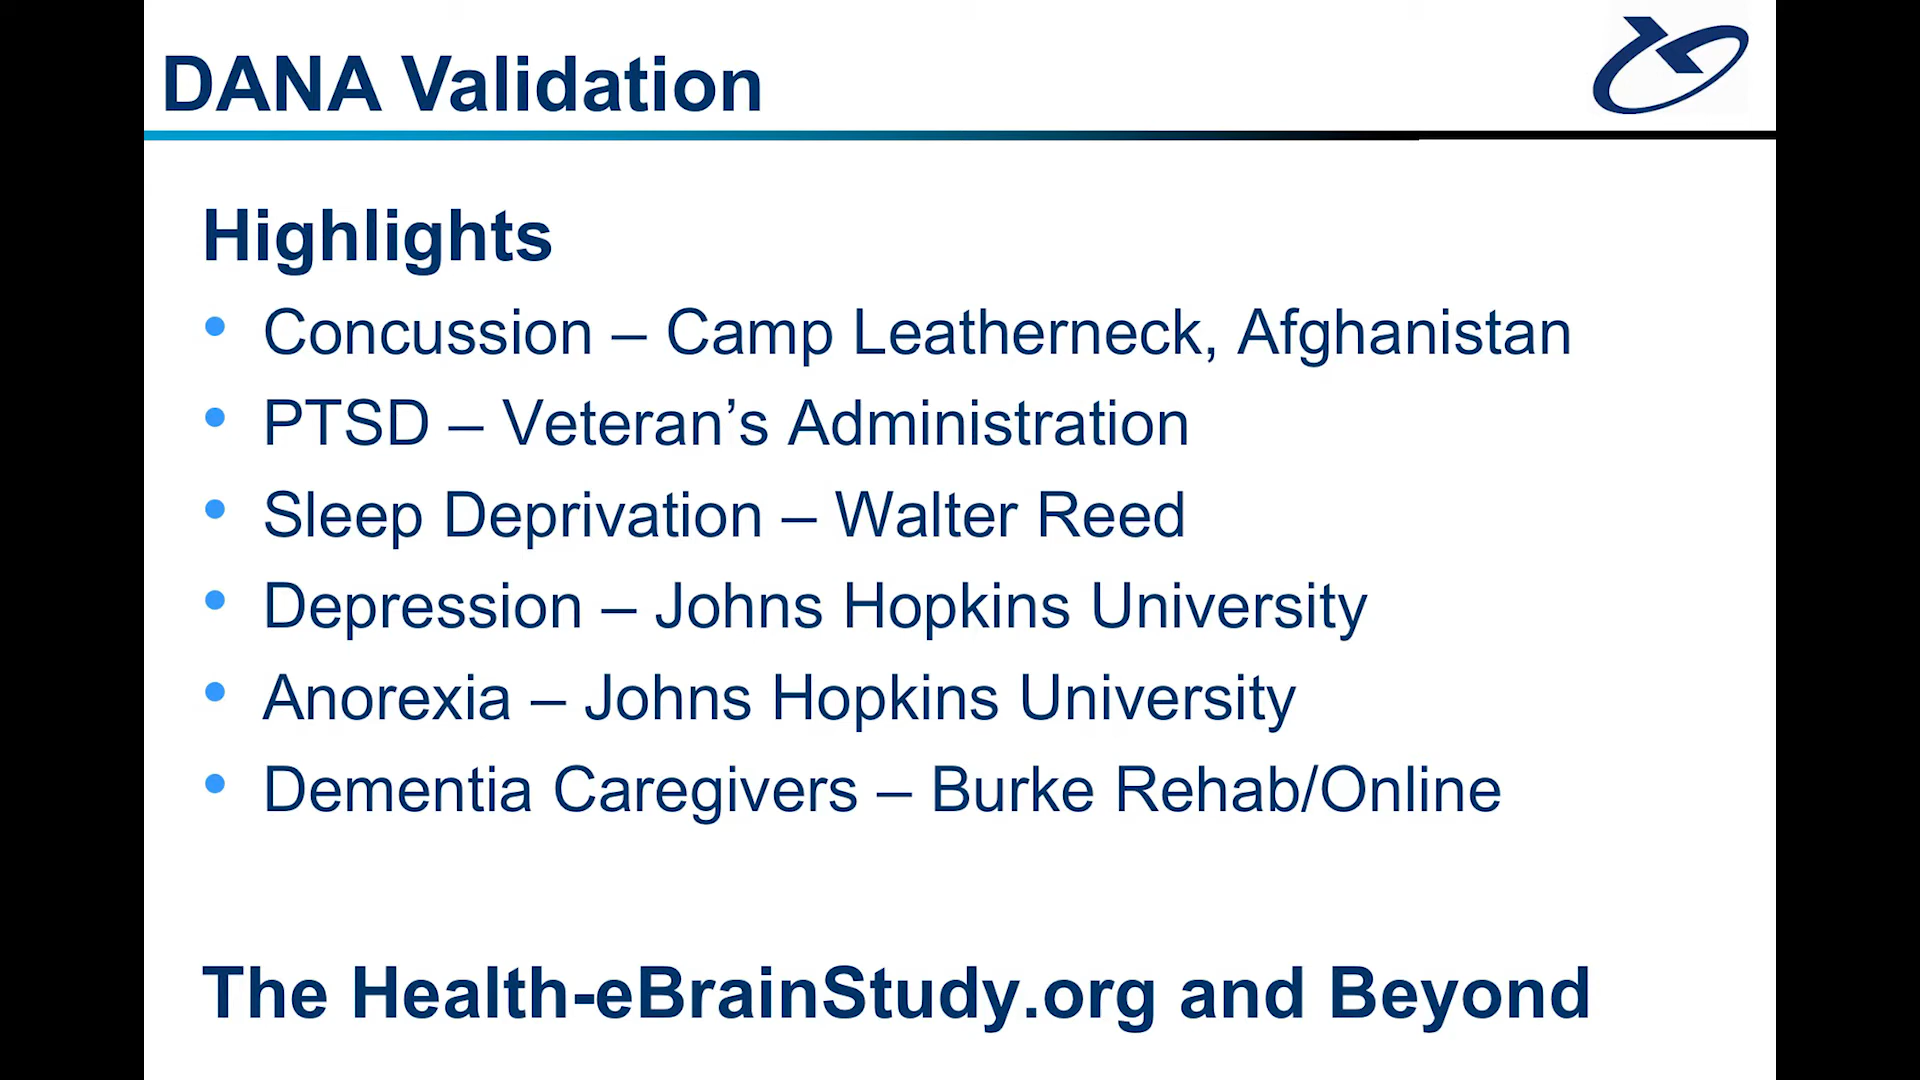 DANA Validation
Highlights
• Concussion – Camp Leatherneck, Afghanistan
• PTSD – Veteran’s Administration
• Sleep Deprivation – Walter Reed
• Depression – Johns Hopkins University
• Anorexia – Johns Hopkins University
• Dementia Caregivers – Burke Rehab/Online
The Health-eBrainStudy.org and Beyond